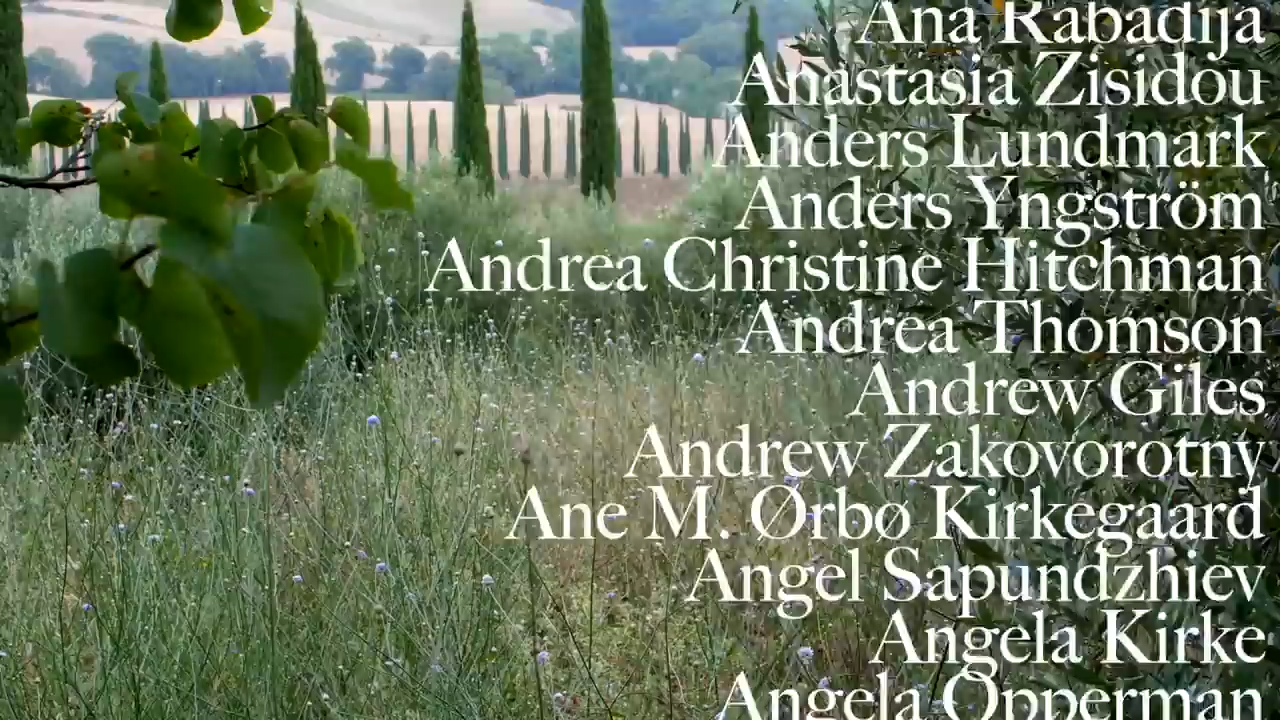 Ana Rabadija
Anastasia Zisidou
Anders Lundmark
Anders Yngström
Andrea Christine Hitchman
Andrea Thomson
Andrew Giles
Andrew Zakovorotny
Ane M. Ørbø Kirkegaard
Angel Sapundzhiev
Angela Kirke
Angela Opperman